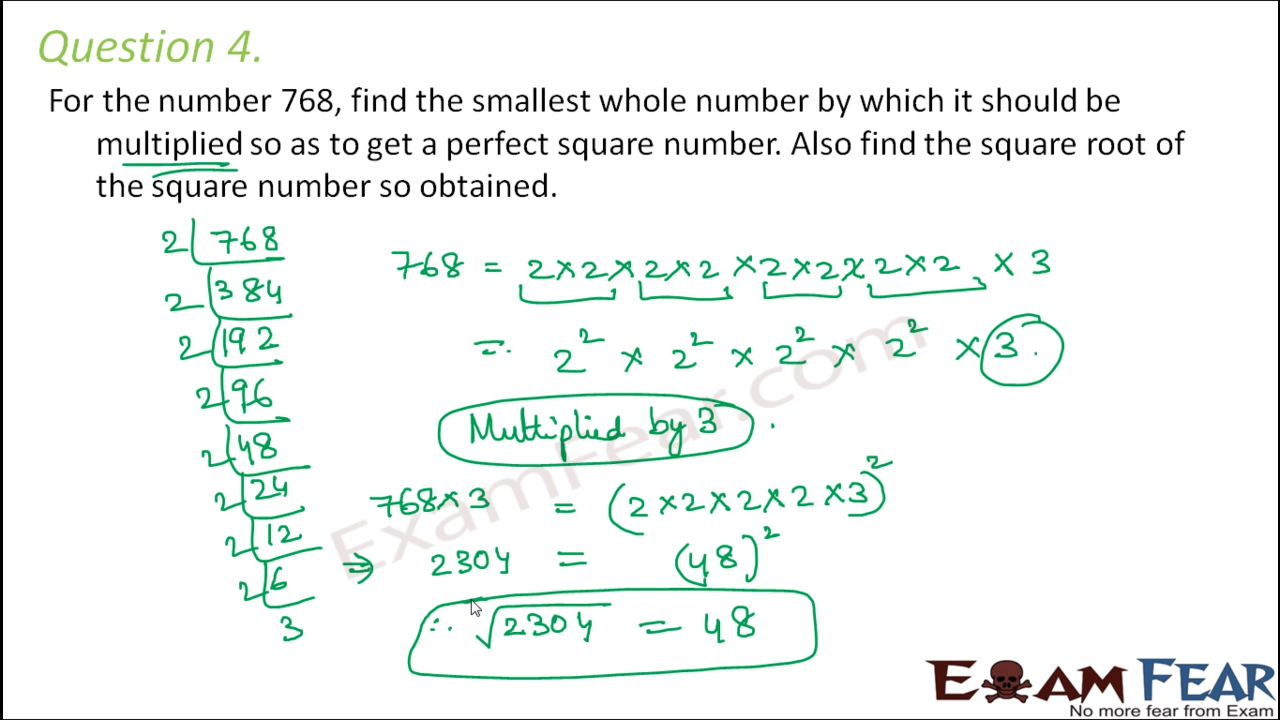 Question 4.
For the number 768, find the smallest whole number by which it should be
multiplied so as to get a perfect square number. Also find the square root of
the square number so obtained.
2 768
2 384
2 192
2 96
2 48
2 24
2 12
2 6
3
768 = 2×2×2×2×2×2×2×2×3
= 2² × 2² × 2² × 2² × 3.
Multiplied by 3.
768×3 = (2×2×2×2×3)²
⇒ 2304 = (48)²
∴ √2304 = 48
ExamFear.com
EXAM FEAR
No more fear from Exam